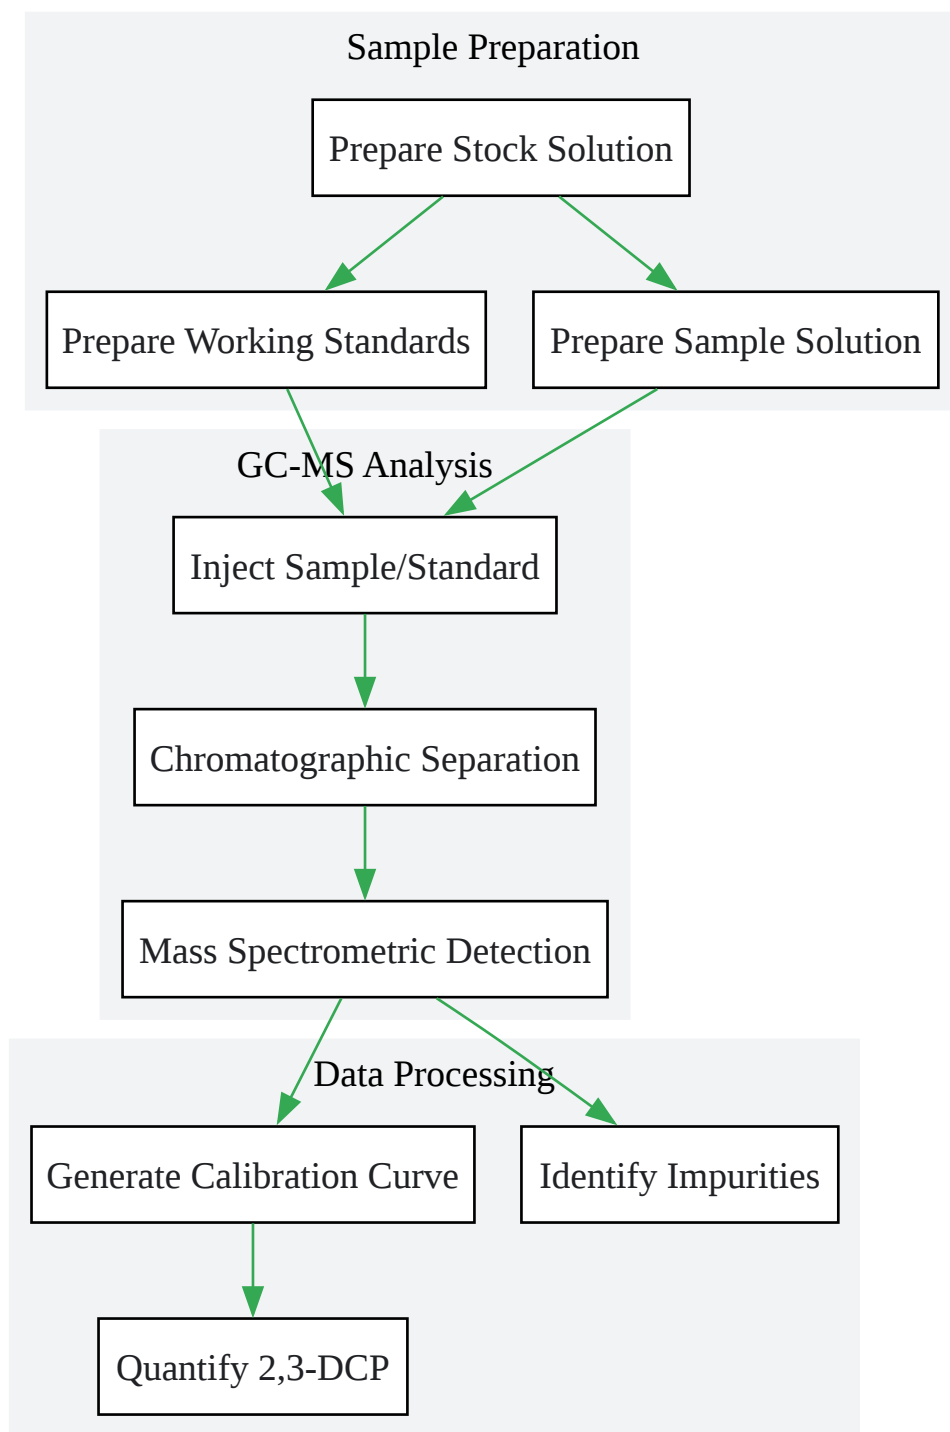 Sample Preparation
Prepare Stock Solution
Prepare Working Standards
Prepare Sample Solution
GC-MS Analysis
Inject Sample/Standard
Chromatographic Separation
Mass Spectrometric Detection
Data Processing
Generate Calibration Curve
Identify Impurities
Quantify 2,3-DCP